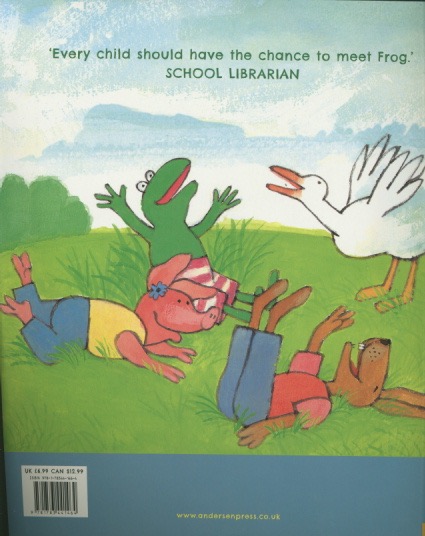 'Every child should have the chance to meet Frog.'
SCHOOL LIBRARIAN
UK £6.99 CAN $12.99
www.andersenpress.co.uk